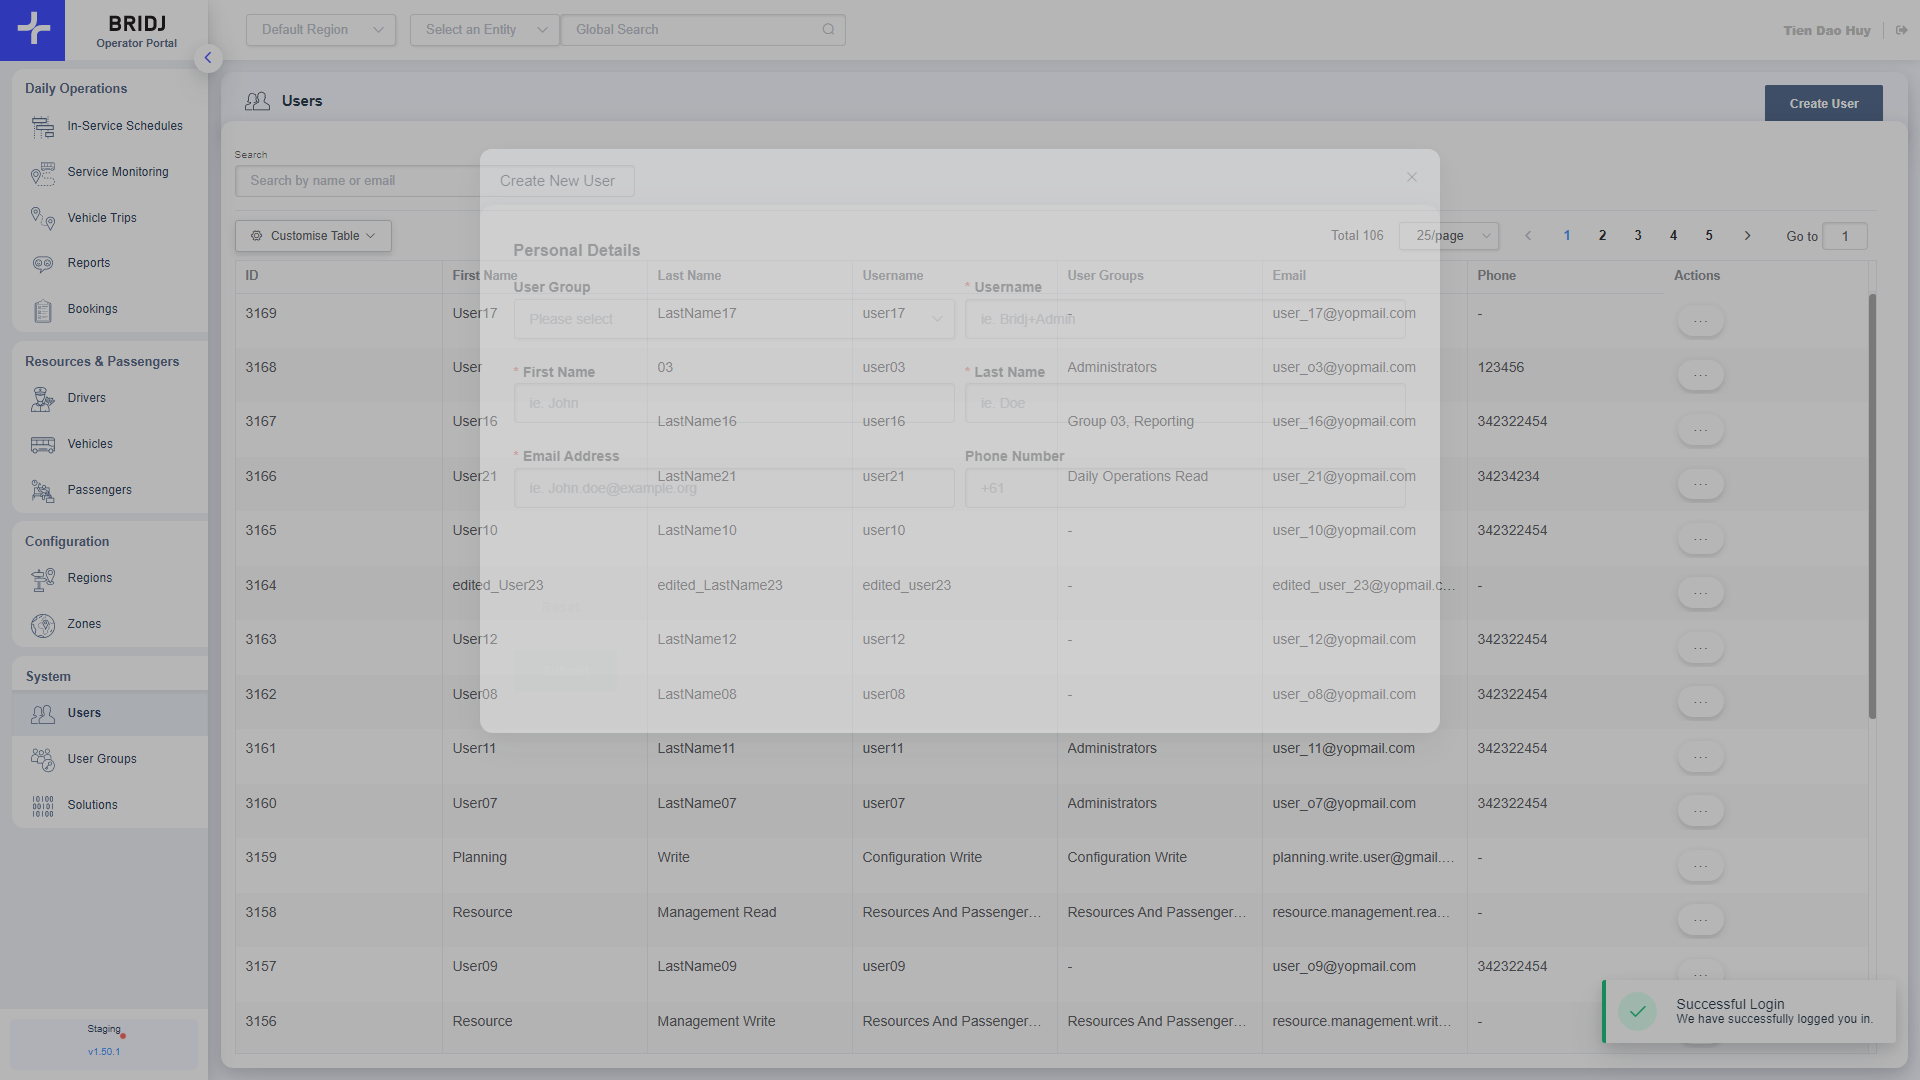 BRIDJ
Operator Portal
Default Region
Select an Entity
Global Search
Tien Dao Huy
Daily Operations
In-Service Schedules
Service Monitoring
Vehicle Trips
Reports
Bookings
Resources & Passengers
Drivers
Vehicles
Passengers
Configuration
Regions
Zones
System
Users
User Groups
Solutions
Staging
v1.50.1
Users
Create User
Search
Search by name or email
Customise Table
Total 106
25/page
1 2 3 4 5
Go to 1
Create New User
Personal Details
User Group
Please select
* Username
ie. Bridj+Admin
* First Name
ie. John
* Last Name
ie. Doe
* Email Address
ie. John.doe@example.org
Phone Number
+61
ID First Name Last Name Username User Groups Email Phone Actions
3169 User17 LastName17 user17 - user_17@yopmail.com - ...
3168 User 03 user03 Administrators user_o3@yopmail.com 123456 ...
3167 User16 LastName16 user16 Group 03, Reporting user_16@yopmail.com 342322454 ...
3166 User21 LastName21 user21 Daily Operations Read user_21@yopmail.com 34234234 ...
3165 User10 LastName10 user10 - user_10@yopmail.com 342322454 ...
3164 edited_User23 edited_LastName23 edited_user23 - edited_user_23@yopmail.c... - ...
3163 User12 LastName12 user12 - user_12@yopmail.com 342322454 ...
3162 User08 LastName08 user08 - user_o8@yopmail.com 342322454 ...
3161 User11 LastName11 user11 Administrators user_11@yopmail.com 342322454 ...
3160 User07 LastName07 user07 Administrators user_o7@yopmail.com 342322454 ...
3159 Planning Write Configuration Write Configuration Write planning.write.user@gmail.... - ...
3158 Resource Management Read Resources And Passenger... Resources And Passenger... resource.management.rea... - ...
3157 User09 LastName09 user09 - user_o9@yopmail.com 342322454 ...
3156 Resource Management Write Resources And Passenger... Resources And Passenger... resource.management.writ... -
Successful Login
We have successfully logged you in.